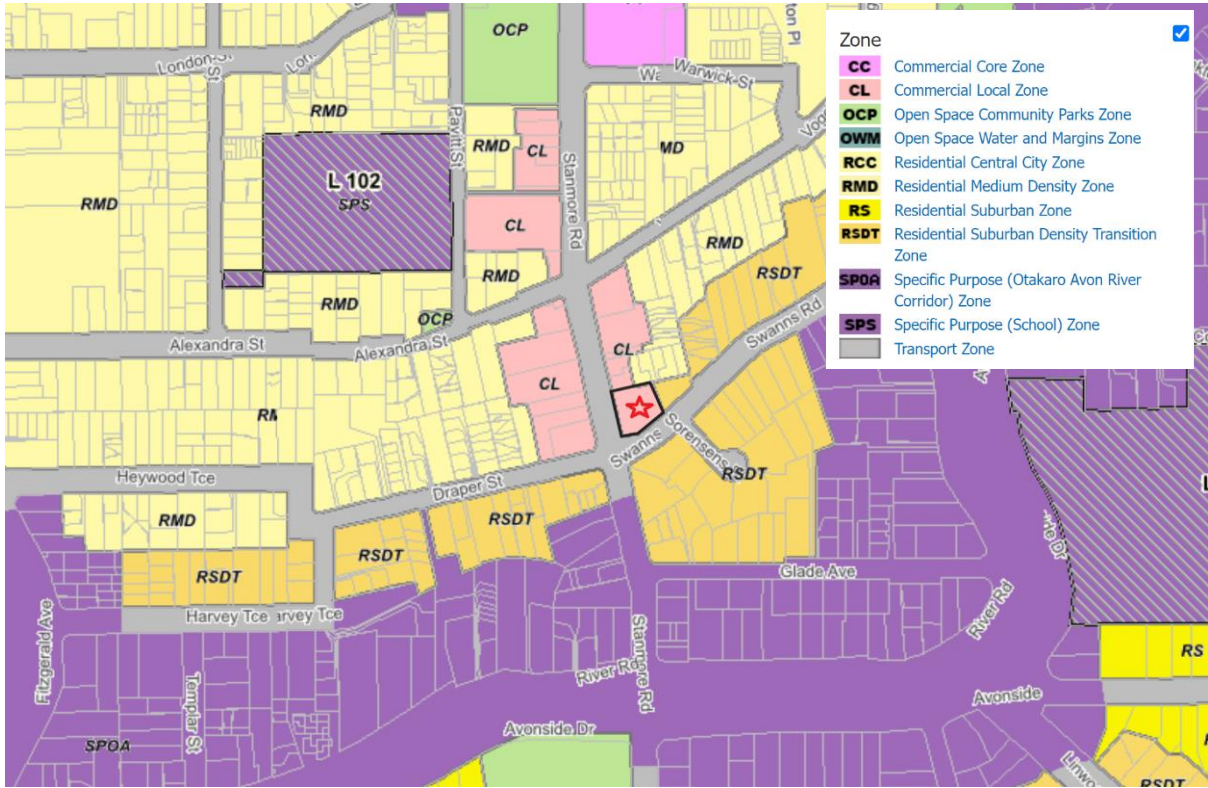 Zone
CC Commercial Core Zone
CL Commercial Local Zone
OCP Open Space Community Parks Zone
OWM Open Space Water and Margins Zone
RCC Residential Central City Zone
RMD Residential Medium Density Zone
RS Residential Suburban Zone
RSDT Residential Suburban Density Transition
Zone
SPOA Specific Purpose (Otakaro Avon River
Corridor) Zone
SPS Specific Purpose (School) Zone
Transport Zone
OCP
London St
Warwick St
RMD
Pavitt St
RMD
CL
Stanmore Rd
MD
L 102
SPS
RMD
CL
RMD
RSDT
Swanns Rd
RMD
RMD
OCP
Alexandra St
Alexandra St
CL
CL
Swanns
Sorensens
RSDT
Heywood Tce
Draper St
RMD
RSDT
RSDT
RSDT
Glade Ave
Harvey Tce
arvey Tce
Fitzgerald Ave
Templar St
River Rd
Stanmore Rd
River Rd
RS
Avonside
Avonside Dr
SPOA
RSDT